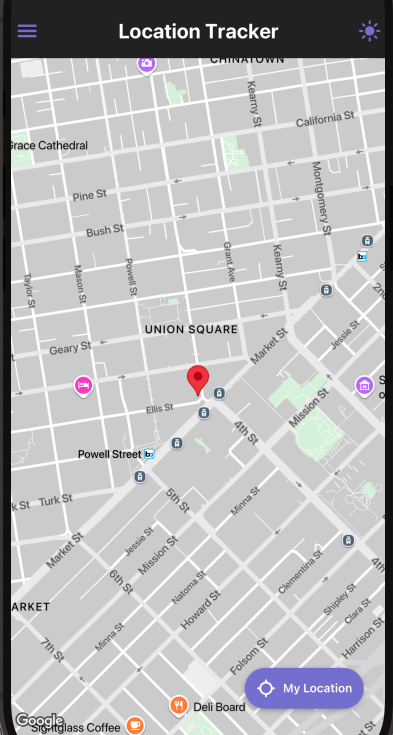 Location Tracker
CHINATOWN
Kearny St
California St
Grace Cathedral
Montgomery St
Pine St
Bush St
Grant Ave
Kearny St
Powell St
Mason St
Taylor St
2nd
Jessie St
UNION SQUARE
Market St
Geary St
S
o
Mission St
Ellis St
4th St
Powell Street
ba
k St
Turk St
5th St
Minna St
Market St
Jessie St
Mission St
4th
Clementina St
6th St
Natoma St
Shipley St
ARKET
Howard St
Clara St
Minna St
Harrison St
7th St
Folsom St
My Location
Deli Board
Google
Sightglass Coffee